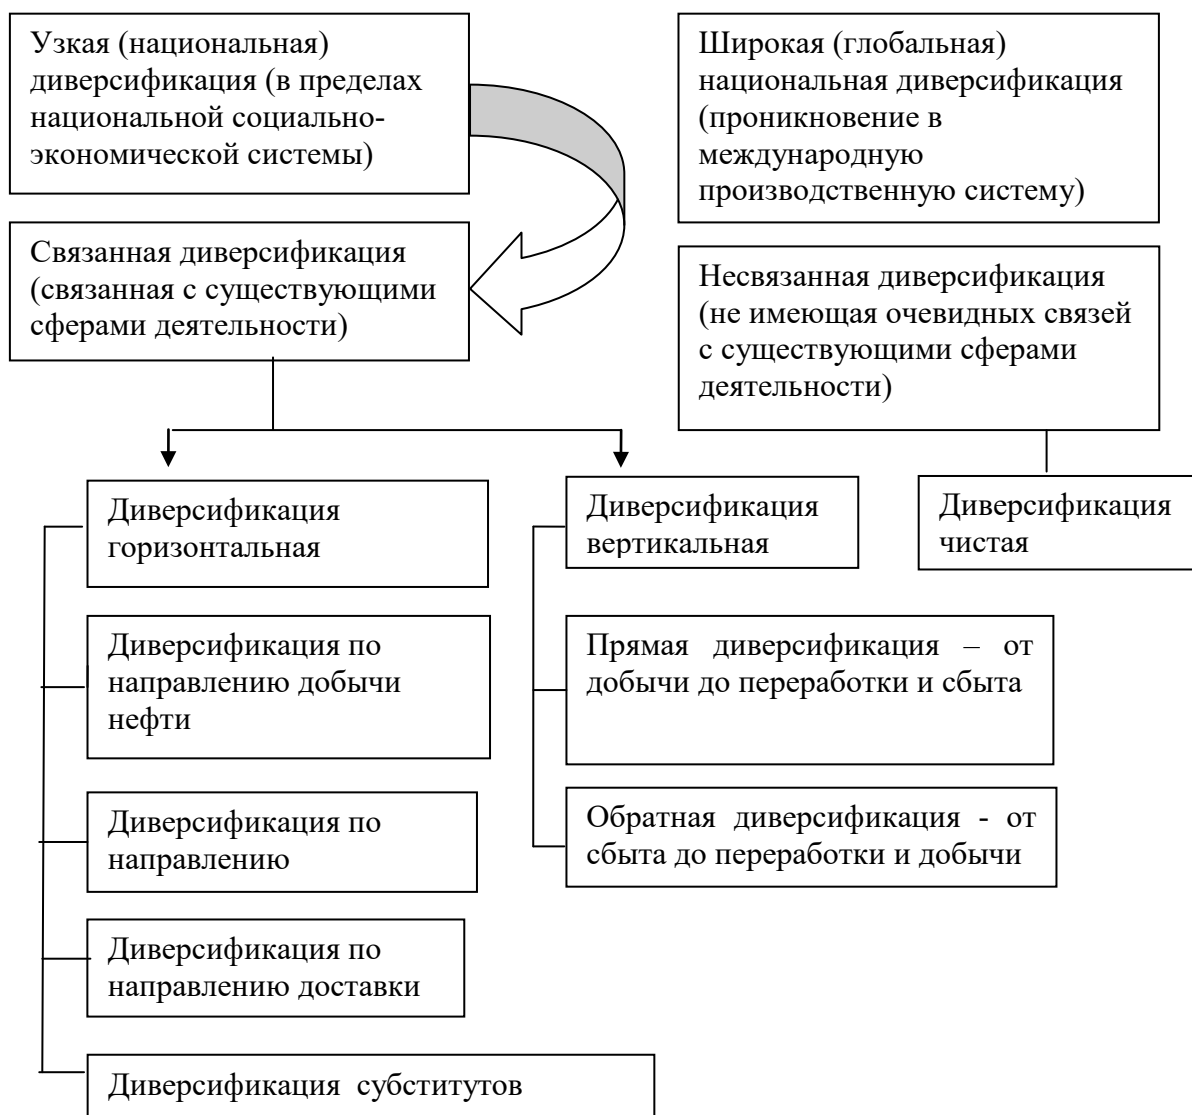 Узкая (национальная)
диверсификация (в пределах
национальной социально-
экономической системы)
Широкая (глобальная)
национальная диверсификация
(проникновение в
международную
производственную систему)
Связанная диверсификация
(связанная с существующими
сферами деятельности)
Несвязанная диверсификация
(не имеющая очевидных связей
с существующими сферами
деятельности)
Диверсификация
горизонтальная
Диверсификация
вертикальная
Диверсификация
чистая
Диверсификация по
направлению добычи
нефти
Прямая диверсификация – от
добычи до переработки и сбыта
Диверсификация по
направлению
Обратная диверсификация - от
сбыта до переработки и добычи
Диверсификация по
направлению доставки
Диверсификация субститутов